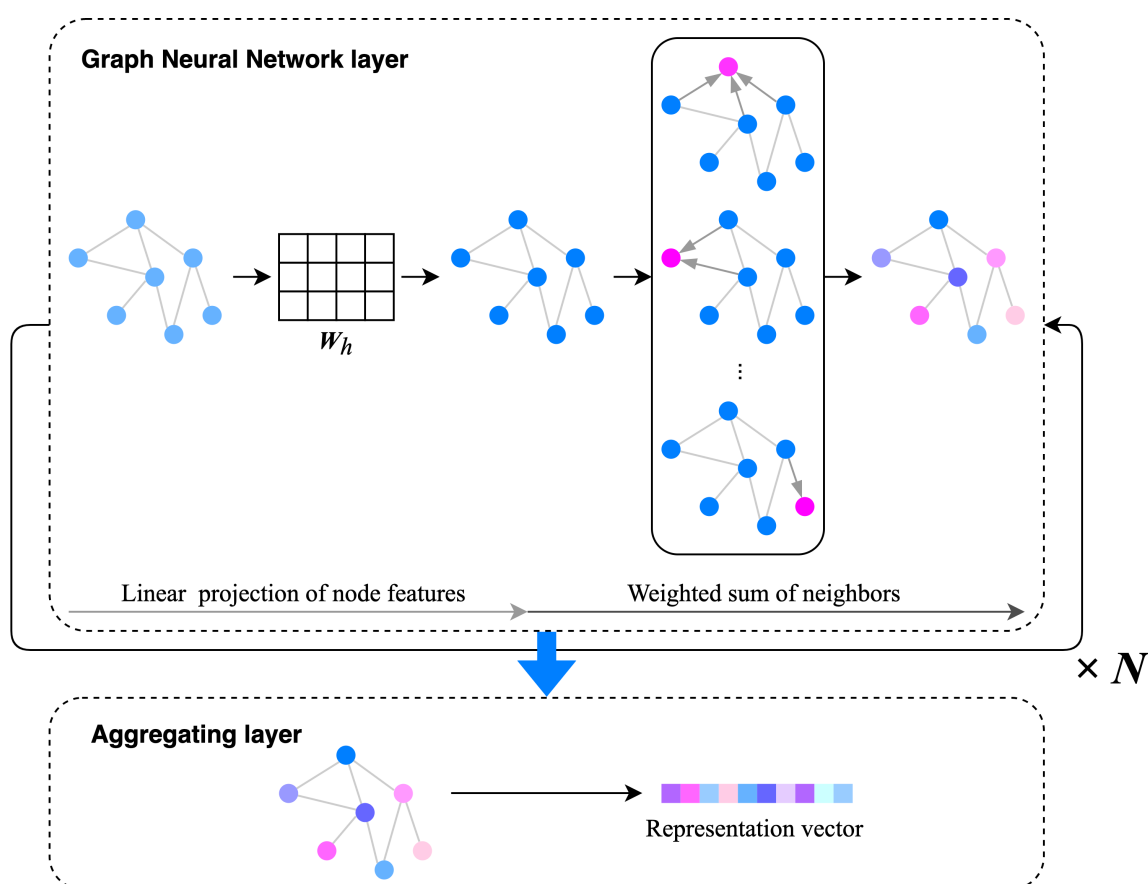 Graph Neural Network layer
W_h
⋮
Linear projection of node features
Weighted sum of neighbors
× N
Aggregating layer
Representation vector